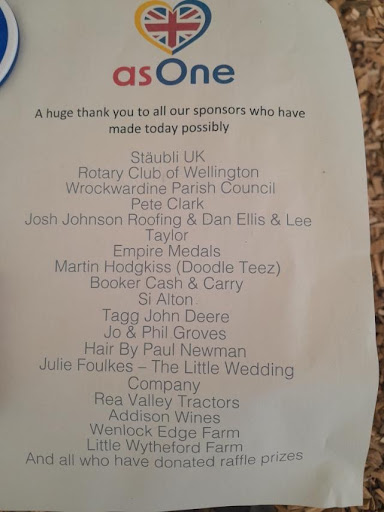 asOne
A huge thank you to all our sponsors who have
made today possibly
Stäubli UK
Rotary Club of Wellington
Wrockwardine Parish Council
Pete Clark
Josh Johnson Roofing & Dan Ellis & Lee
Taylor
Empire Medals
Martin Hodgkiss (Doodle Teez)
Booker Cash & Carry
Si Alton
Tagg John Deere
Jo & Phil Groves
Hair By Paul Newman
Julie Foulkes – The Little Wedding
Company
Rea Valley Tractors
Addison Wines
Wenlock Edge Farm
Little Wytheford Farm
And all who have donated raffle prizes